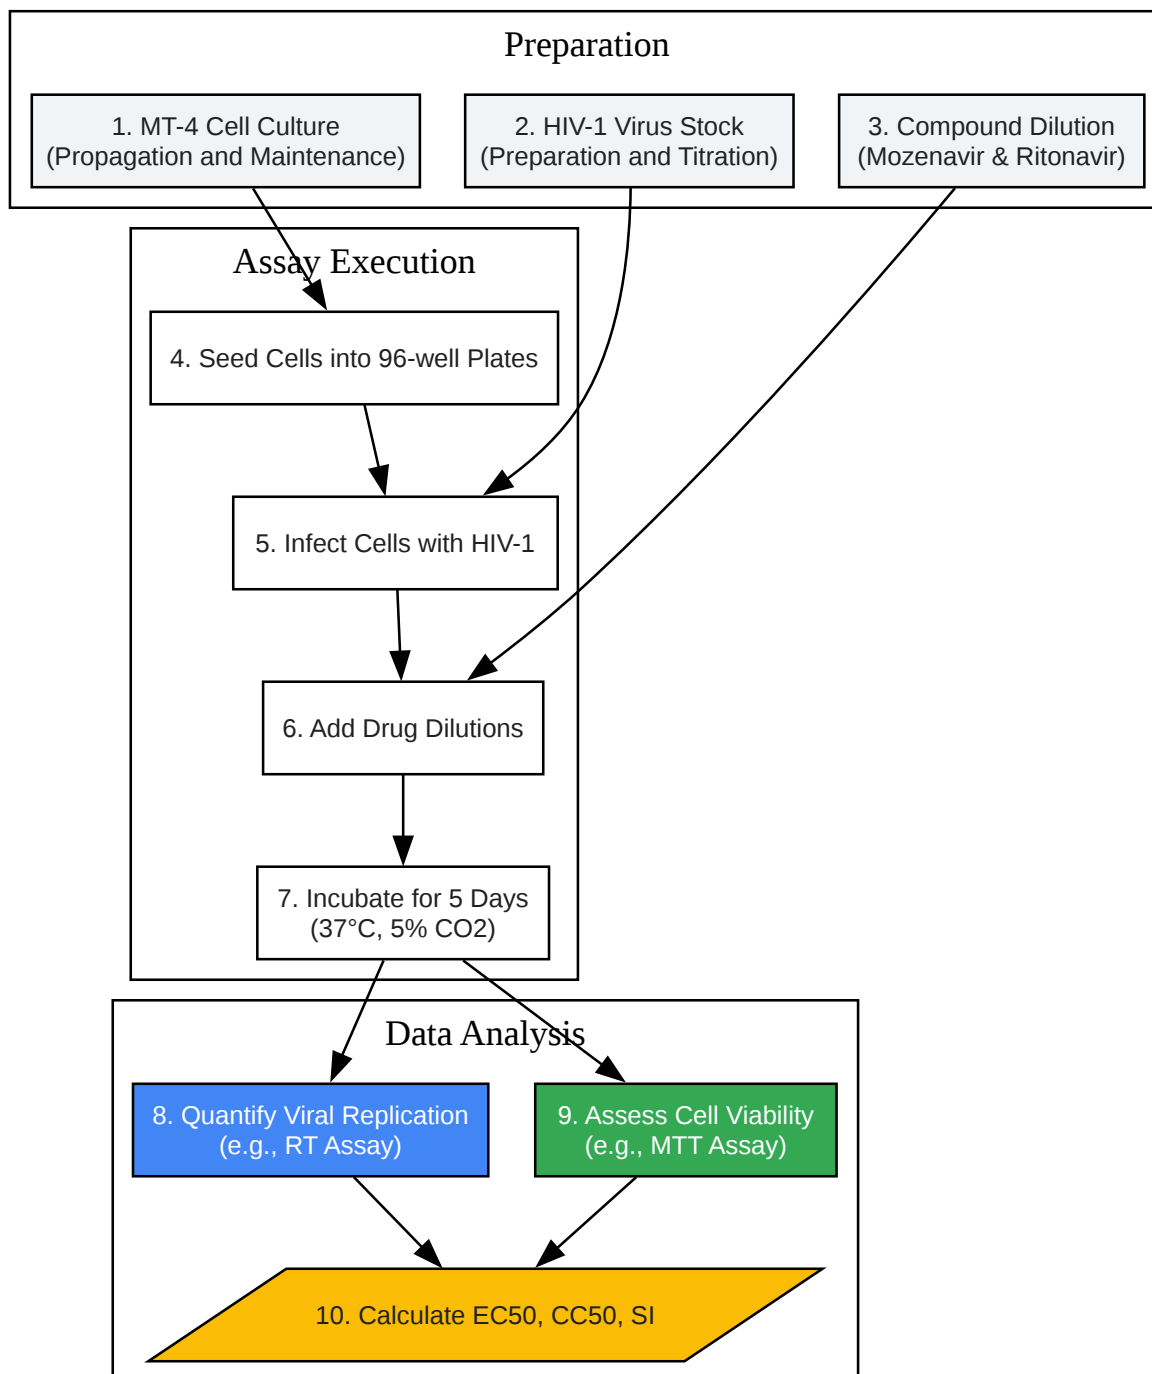 Preparation
1. MT-4 Cell Culture
(Propagation and Maintenance)
2. HIV-1 Virus Stock
(Preparation and Titration)
3. Compound Dilution
(Mozenavir & Ritonavir)
Assay Execution
4. Seed Cells into 96-well Plates
5. Infect Cells with HIV-1
6. Add Drug Dilutions
7. Incubate for 5 Days
(37°C, 5% CO2)
Data Analysis
8. Quantify Viral Replication
(e.g., RT Assay)
9. Assess Cell Viability
(e.g., MTT Assay)
10. Calculate EC50, CC50, SI